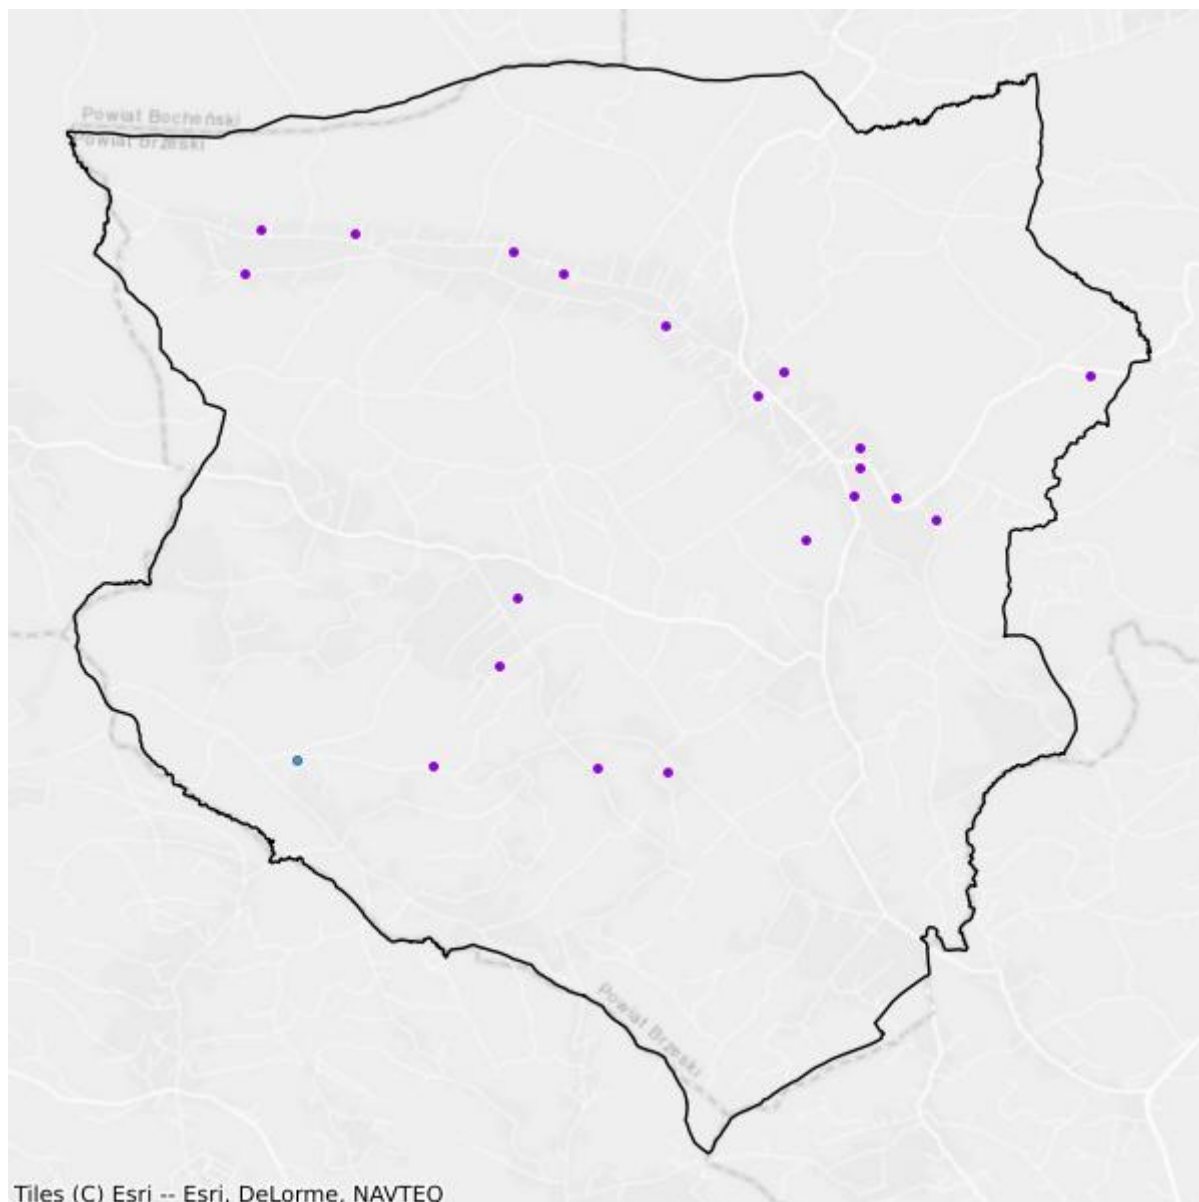 Powiat Bocheński
Powiat Brzeski
Powiat Brzeski
Tiles (C) Esri -- Esri, DeLorme, NAVTEQ